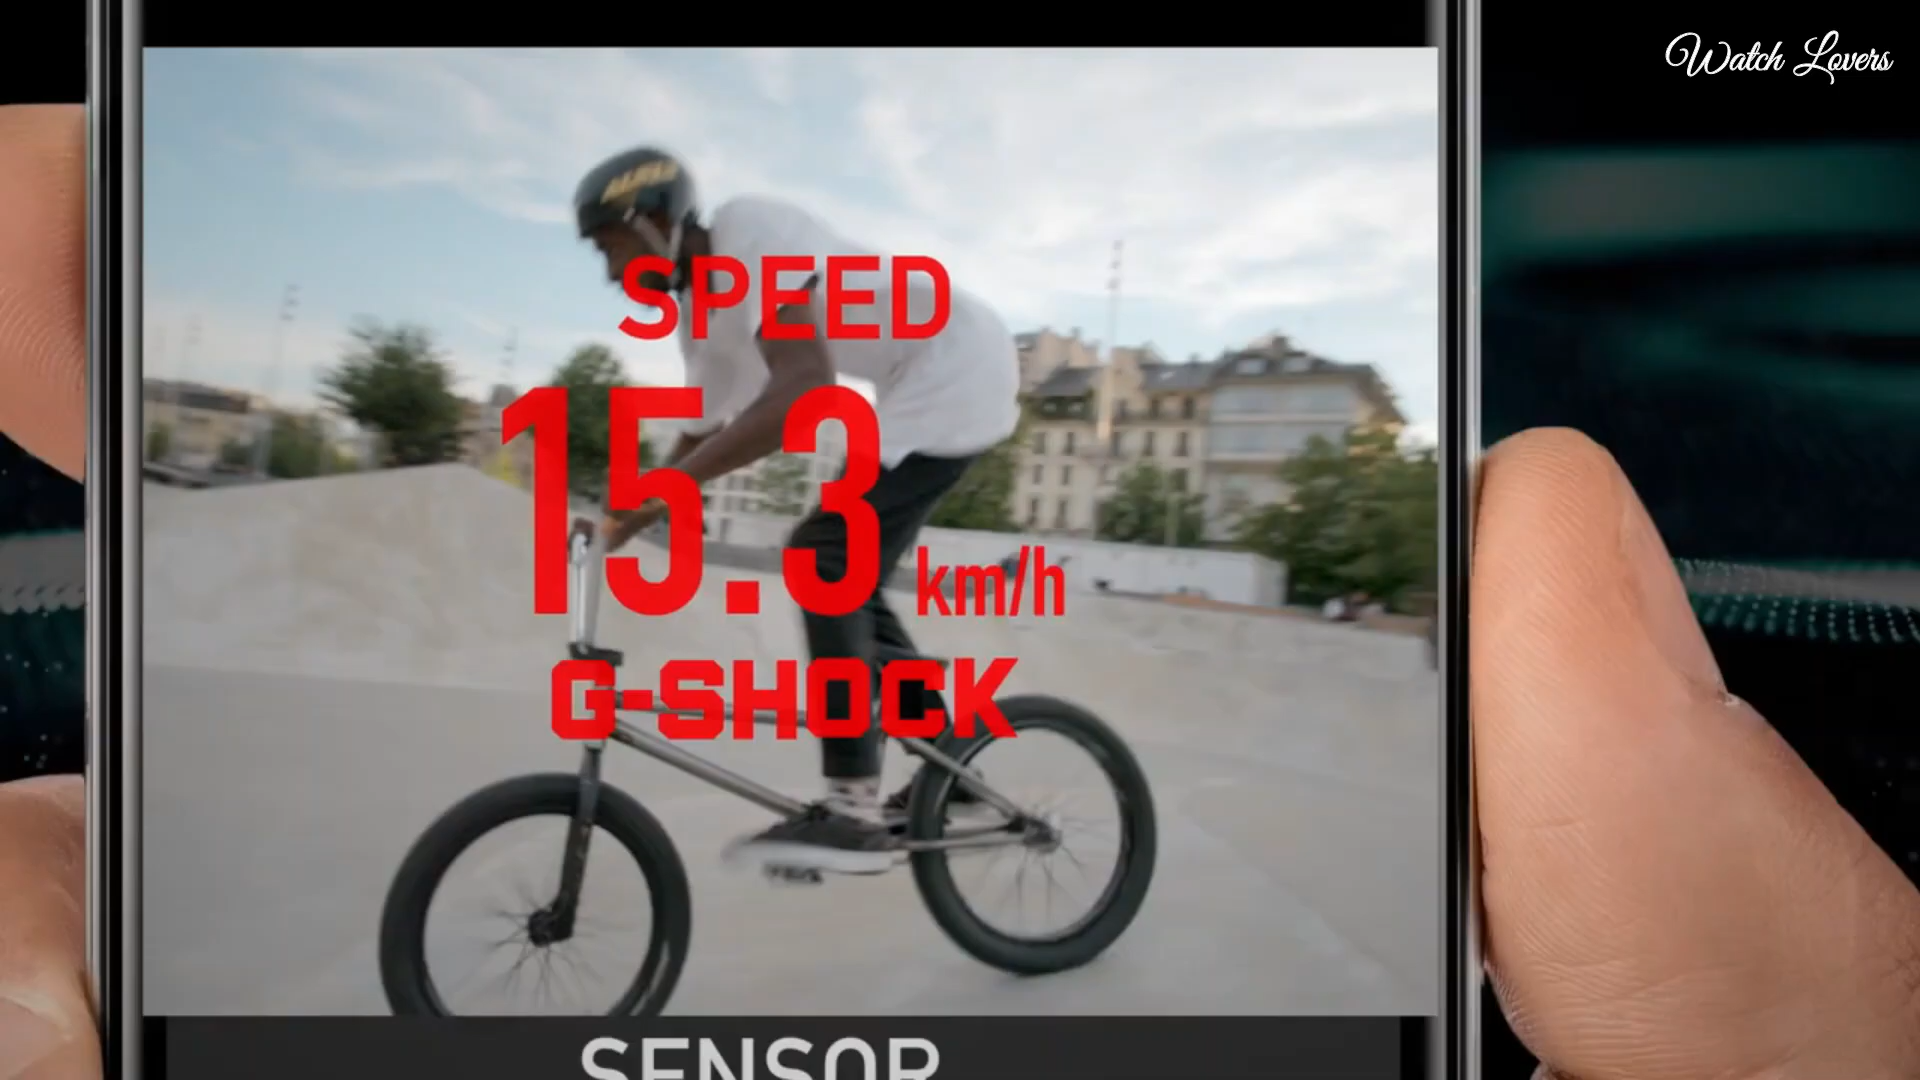 Watch Lovers
SPEED
15.3 km/h
G-SHOCK
SENSOR